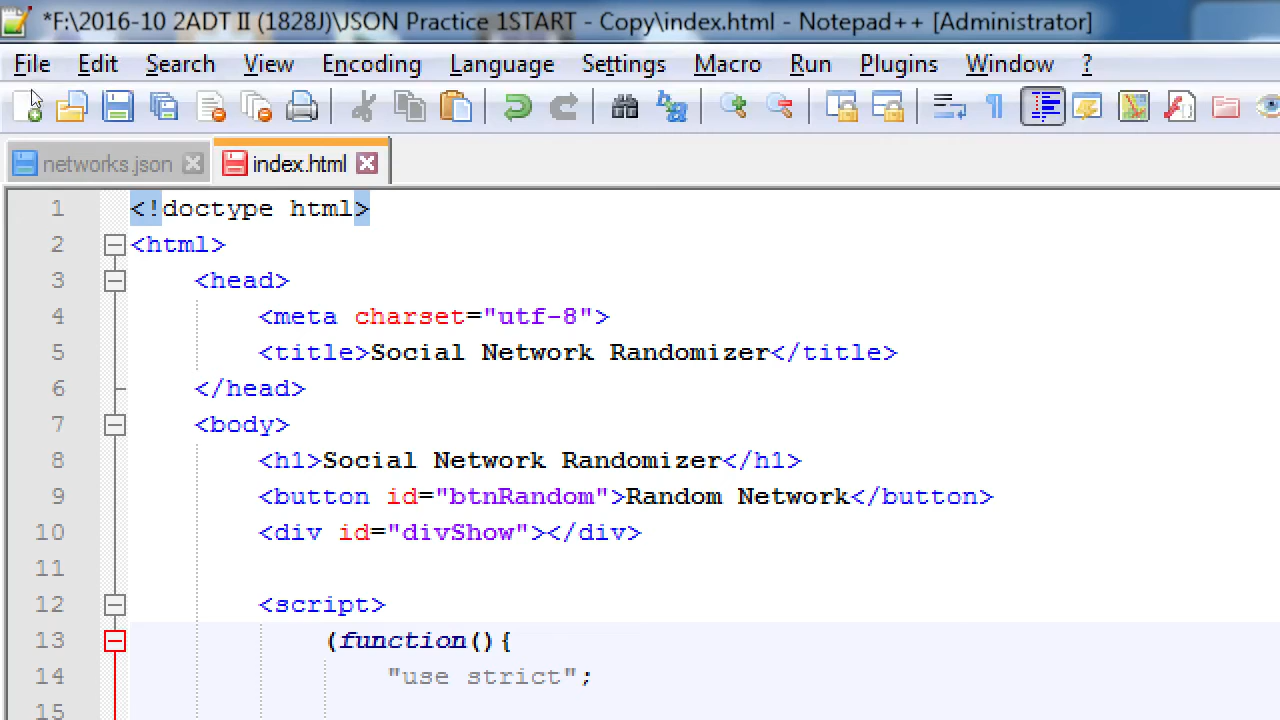 *F:\2016-10 2ADT II (1828J)\JSON Practice 1START - Copy\index.html - Notepad++ [Administrator]
File Edit Search View Encoding Language Settings Macro Run Plugins Window ?
networks.json index.html
1 <!doctype html>
2 <html>
3 <head>
4 <meta charset="utf-8">
5 <title>Social Network Randomizer</title>
6 </head>
7 <body>
8 <h1>Social Network Randomizer</h1>
9 <button id="btnRandom">Random Network</button>
10 <div id="divShow"></div>
11
12 <script>
13 (function(){
14 "use strict";
15